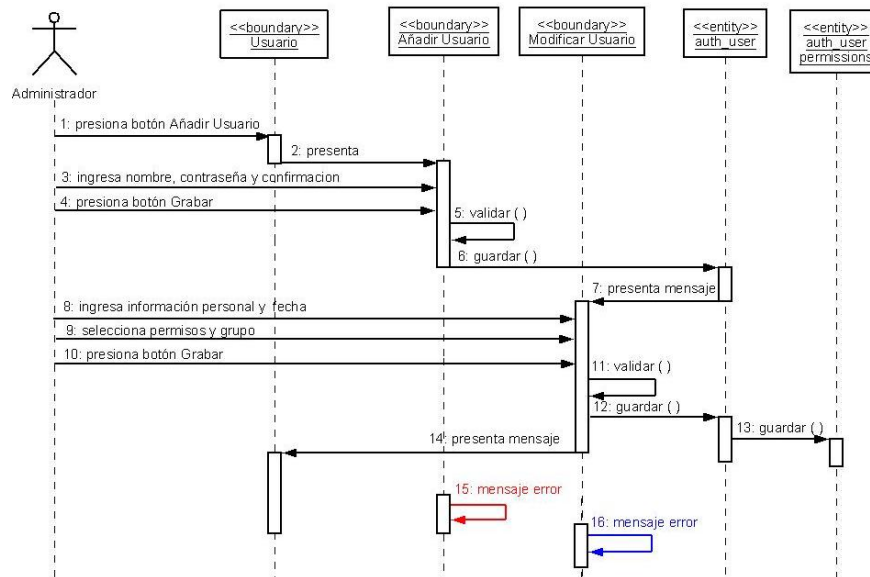 <<boundary>>
Usuario
<<boundary>>
Añadir Usuario
<<boundary>>
Modificar Usuario
<<entity>>
auth_user
<<entity>>
auth_user
permissions
Administrador
1: presiona botón Añadir Usuario
2: presenta
3: ingresa nombre, contraseña y confirmacion
4: presiona botón Grabar
5: validar ( )
6: guardar ( )
7: presenta mensaje
8: ingresa información personal y fecha
9: selecciona permisos y grupo
10: presiona botón Grabar
11: validar ( )
12: guardar ( )
13: guardar ( )
14: presenta mensaje
15: mensaje error
16: mensaje error